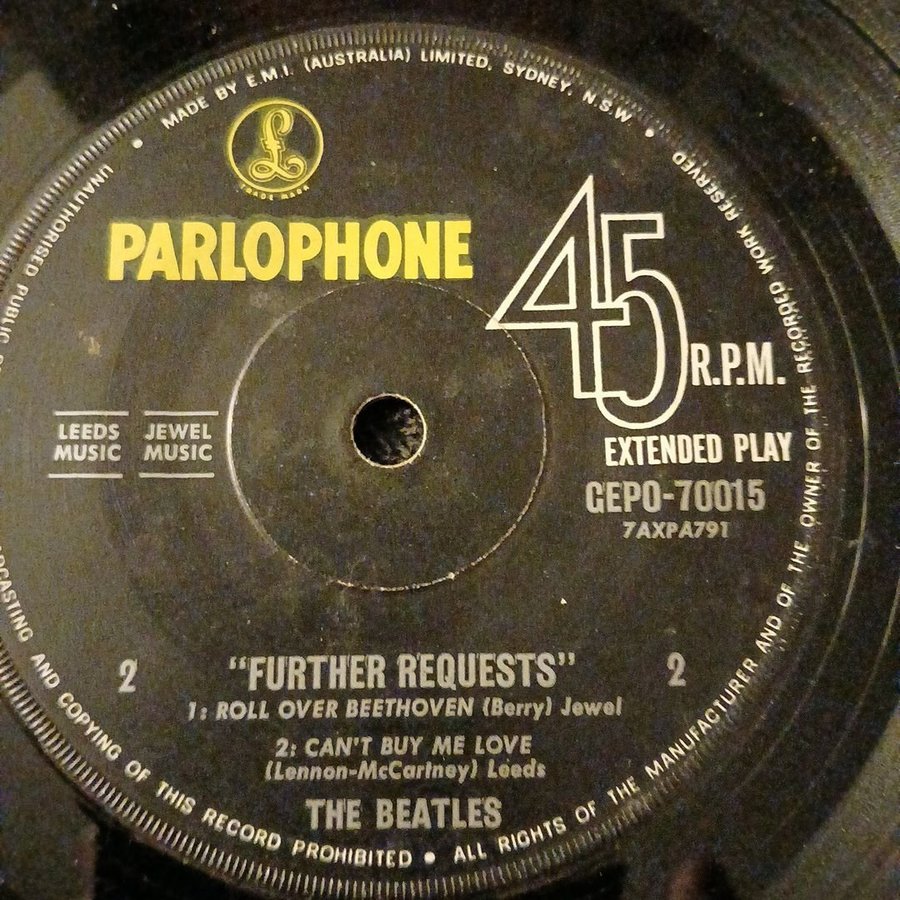 MADE BY E.M.I. (AUSTRALIA) LIMITED, SYDNEY, N.S.W.
£
TRADE MARK
PARLOPHONE
45
R.P.M.
EXTENDED PLAY
GEPO-70015
7AXPA791
LEEDS MUSIC
JEWEL MUSIC
2 "FURTHER REQUESTS" 2
1: ROLL OVER BEETHOVEN (Berry) Jewel
2: CAN'T BUY ME LOVE
(Lennon-McCartney) Leeds
THE BEATLES
UNAUTHORISED PUBLIC
AND COPYING OF THIS RECORD PROHIBITED • ALL RIGHTS OF THE MANUFACTURER AND OF THE OWNER OF THE RECORDED WORK RESERVED